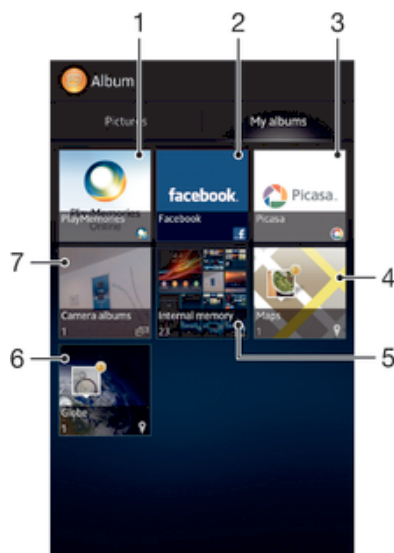 1
2
3
Album
Pictures
My albums
facebook.
Picasa.
PlayMemories
Online
Facebook
Picasa
7
4
Camera albums
1
Internal memory
23
Maps
1
5
6
Globe
1